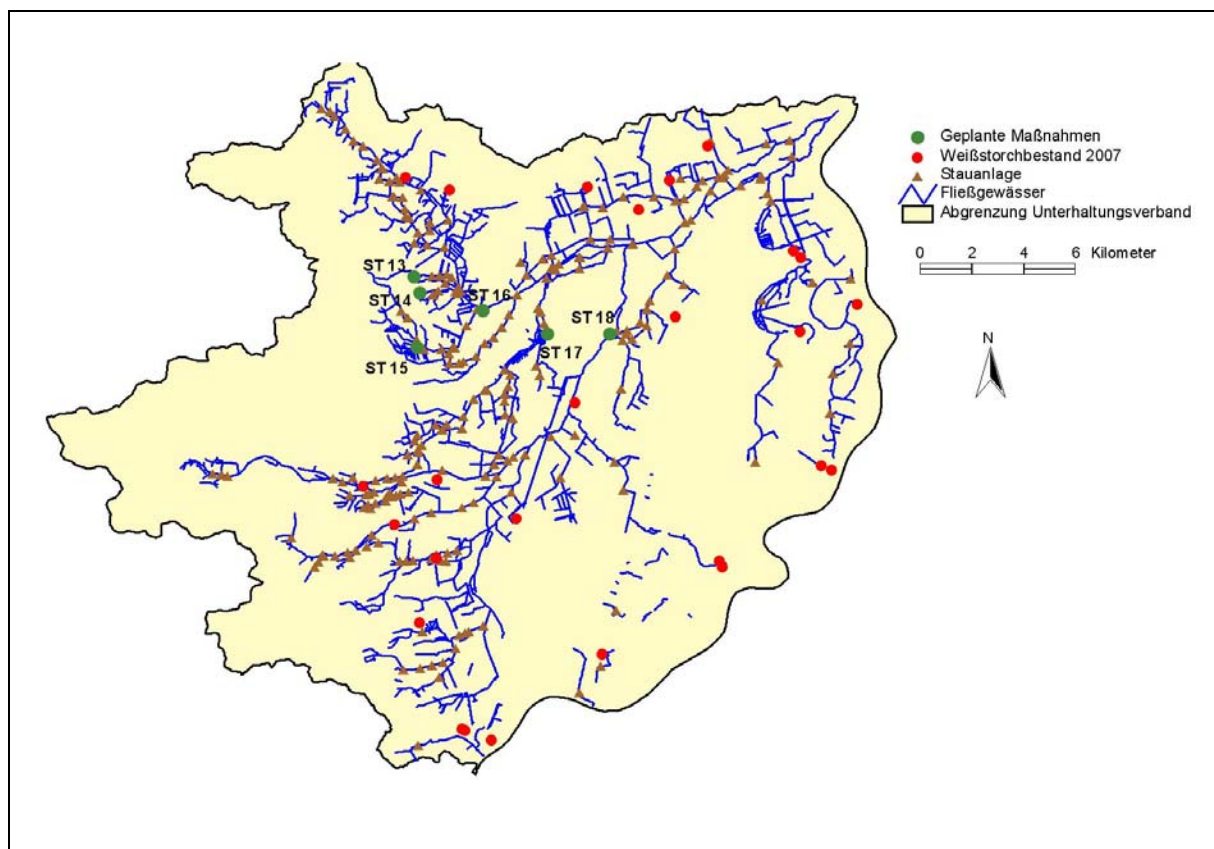 Geplante Maßnahmen
Weißstorchbestand 2007
Stauanlage
Fließgewässer
Abgrenzung Unterhaltungsverband
0 2 4 6 Kilometer
N
ST 13
ST 14
ST 16
ST 15
ST 17
ST 18